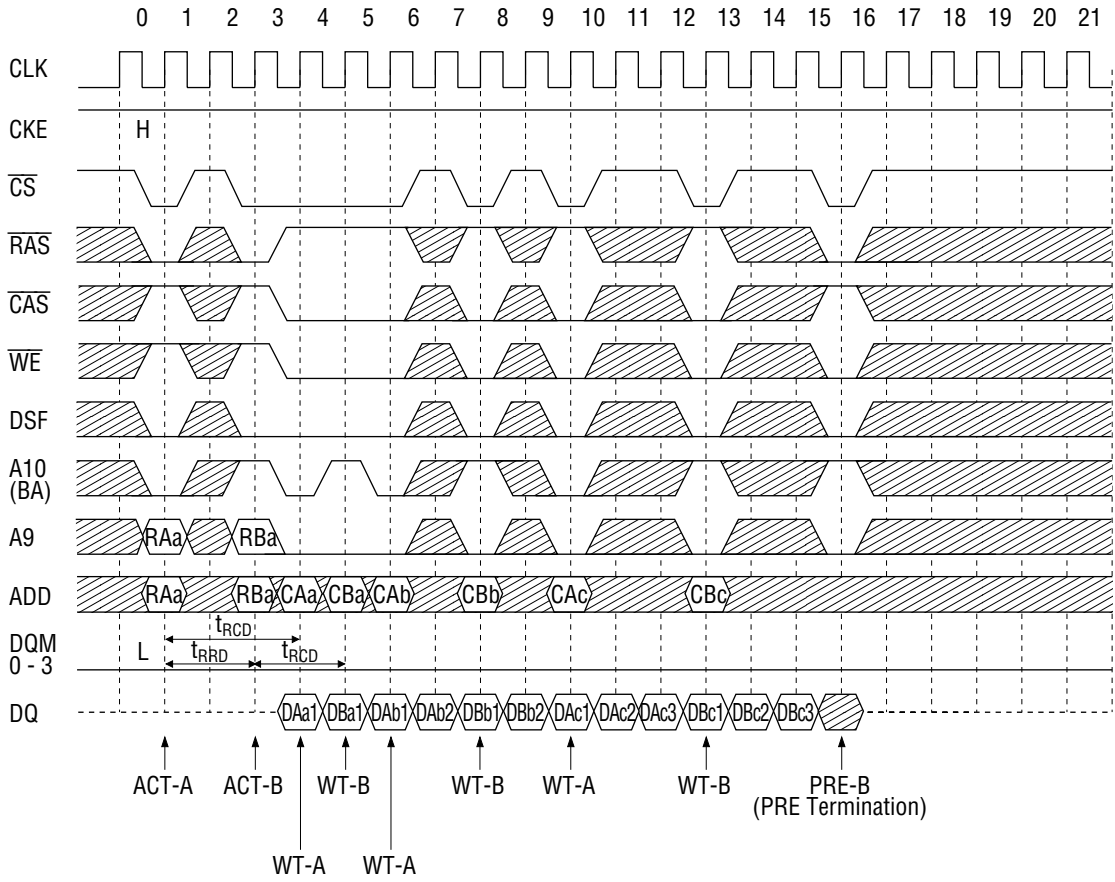 0 1 2 3 4 5 6 7 8 9 10 11 12 13 14 15 16 17 18 19 20 21
CLK
CKE H
CS
RAS
CAS
WE
DSF
A10
(BA)
A9 RAa RBa
ADD RAa RBa CAa CBa CAb CBb CAc CBc
tRCD
DQM
0 - 3 L tRRD tRCD
DQ DAa1 DBa1 DAb1 DAb2 DBb1 DBb2 DAc1 DAc2 DAc3 DBc1 DBc2 DBc3
ACT-A ACT-B WT-B WT-B WT-A WT-B PRE-B
(PRE Termination)
WT-A WT-A